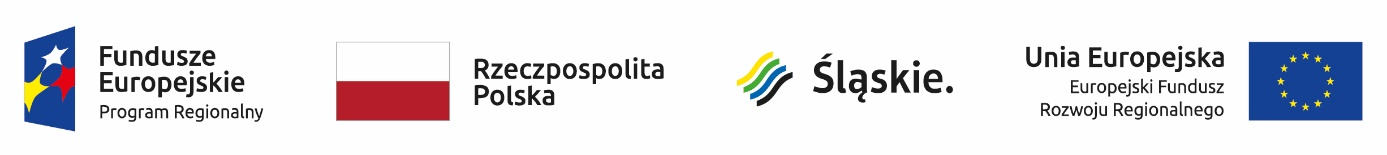 Fundusze
Europejskie
Program Regionalny
Rzeczpospolita
Polska
Śląskie.
Unia Europejska
Europejski Fundusz
Rozwoju Regionalnego